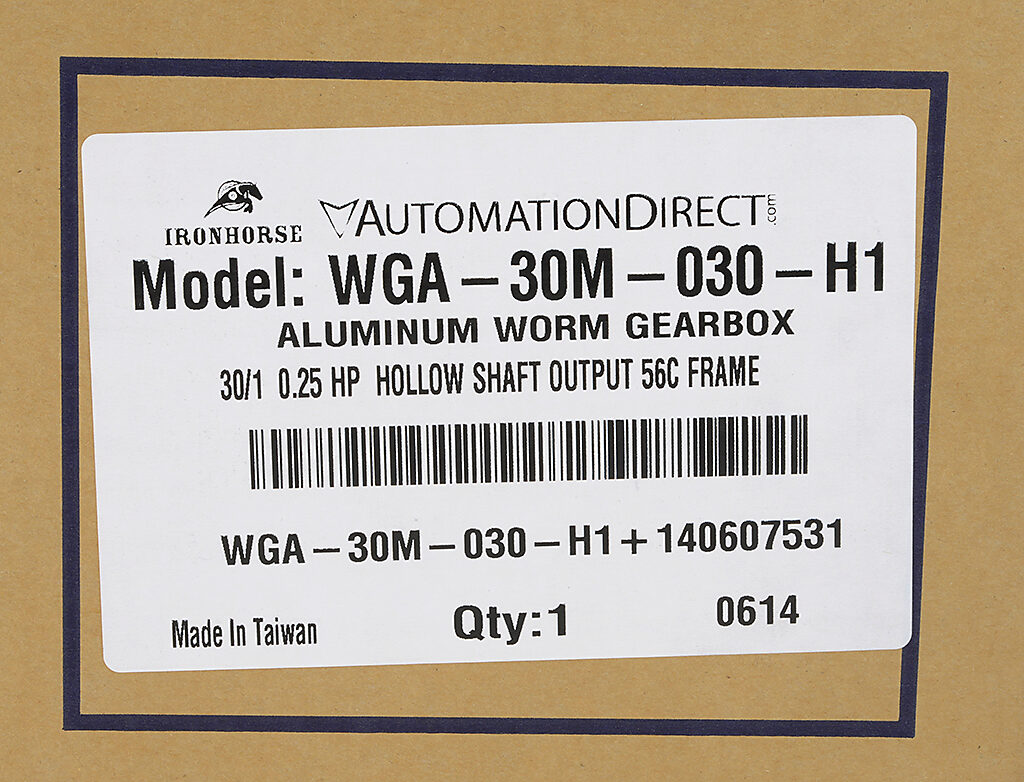 IRONHORSE
AUTOMATIONDIRECT.com
Model: WGA-30M-030-H1
ALUMINUM WORM GEARBOX
30/1 0.25 HP HOLLOW SHAFT OUTPUT 56C FRAME
WGA-30M-030-H1+140607531
Made In Taiwan Qty:1 0614